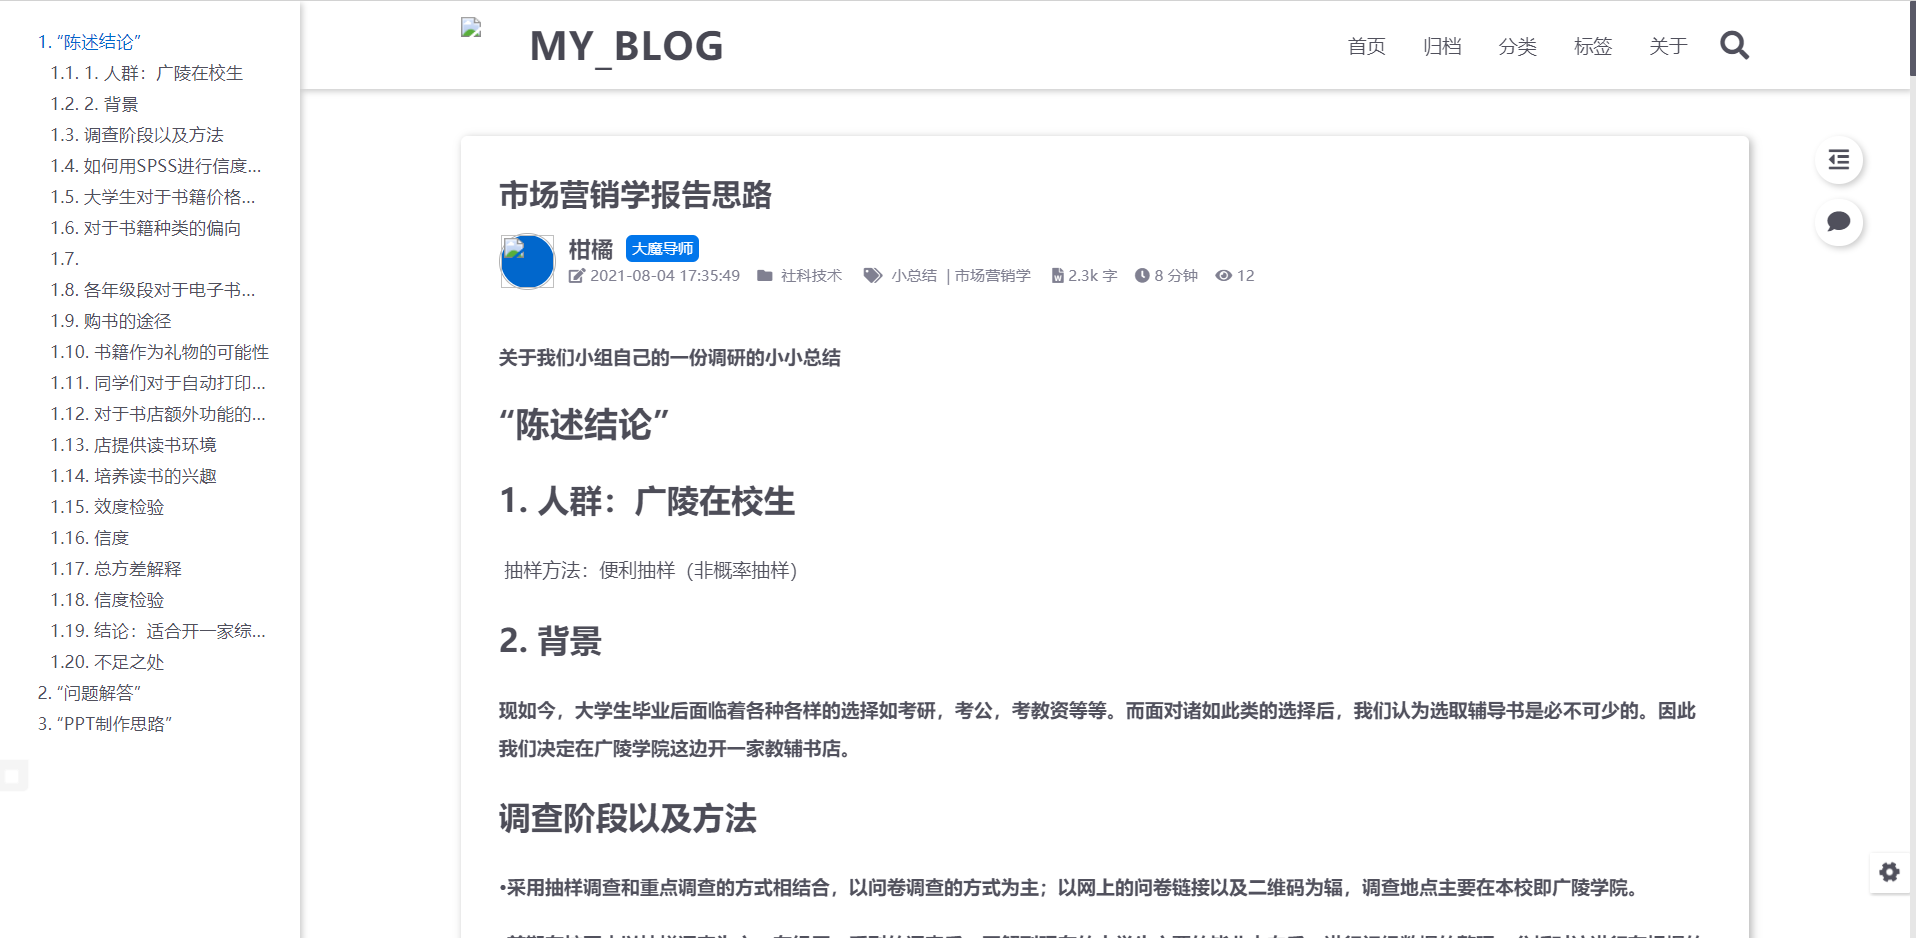 1. “陈述结论”
1.1. 1. 人群：广陵在校生
1.2. 2. 背景
1.3. 调查阶段以及方法
1.4. 如何用SPSS进行信度...
1.5. 大学生对于书籍价格...
1.6. 对于书籍种类的偏向
1.7.
1.8. 各年级段对于电子书...
1.9. 购书的途径
1.10. 书籍作为礼物的可能性
1.11. 同学们对于自动打印...
1.12. 对于书店额外功能的...
1.13. 店提供读书环境
1.14. 培养读书的兴趣
1.15. 效度检验
1.16. 信度
1.17. 总方差解释
1.18. 信度检验
1.19. 结论：适合开一家综...
1.20. 不足之处
2. “问题解答”
3. “PPT制作思路”
MY_BLOG
首页 归档 分类 标签 关于
市场营销学报告思路
柑橘 大魔导师
2021-08-04 17:35:49 社科技术 小总结 | 市场营销学 2.3k 字 8 分钟 12
关于我们小组自己的一份调研的小小总结
“陈述结论”
1. 人群：广陵在校生
抽样方法：便利抽样（非概率抽样）
2. 背景
现如今，大学生毕业后面临着各种各样的选择如考研，考公，考教资等等。而面对诸如此类的选择后，我们认为选取辅导书是必不可少的。因此
我们决定在广陵学院这边开一家教辅书店。
调查阶段以及方法
•采用抽样调查和重点调查的方式相结合，以问卷调查的方式为主；以网上的问卷链接以及二维码为辐，调查地点主要在本校即广陵学院。